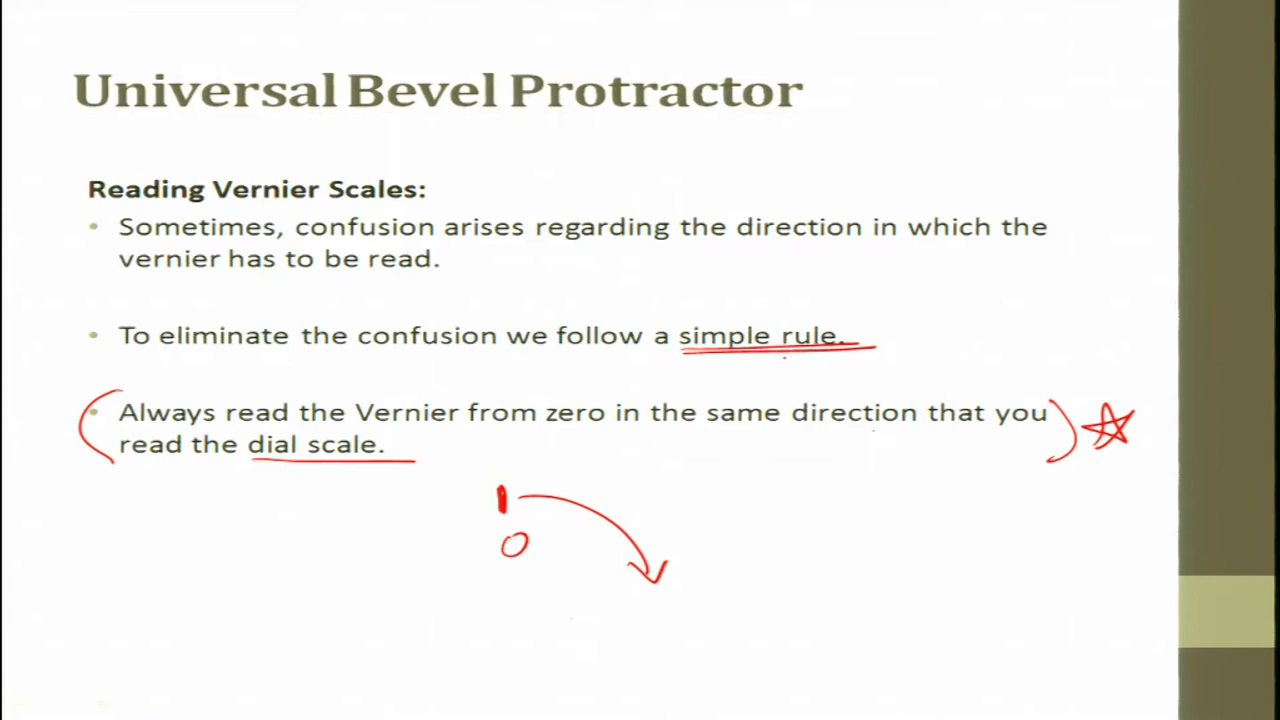 Universal Bevel Protractor
Reading Vernier Scales:
• Sometimes, confusion arises regarding the direction in which the
vernier has to be read.
• To eliminate the confusion we follow a simple rule.
• Always read the Vernier from zero in the same direction that you
read the dial scale.
0